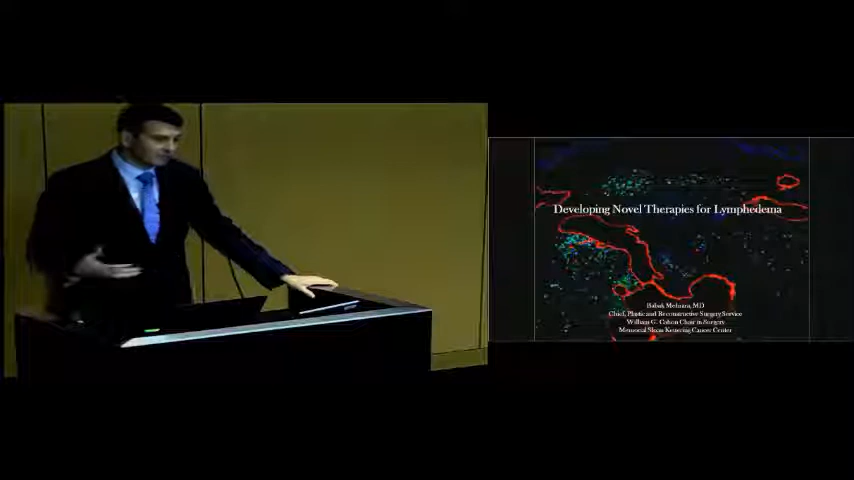 Developing Novel Therapies for Lymphedema
Babak Mehrara, MD
Chief, Plastic and Reconstructive Surgery Service
William G. Cahan Chair in Surgery
Memorial Sloan Kettering Cancer Center